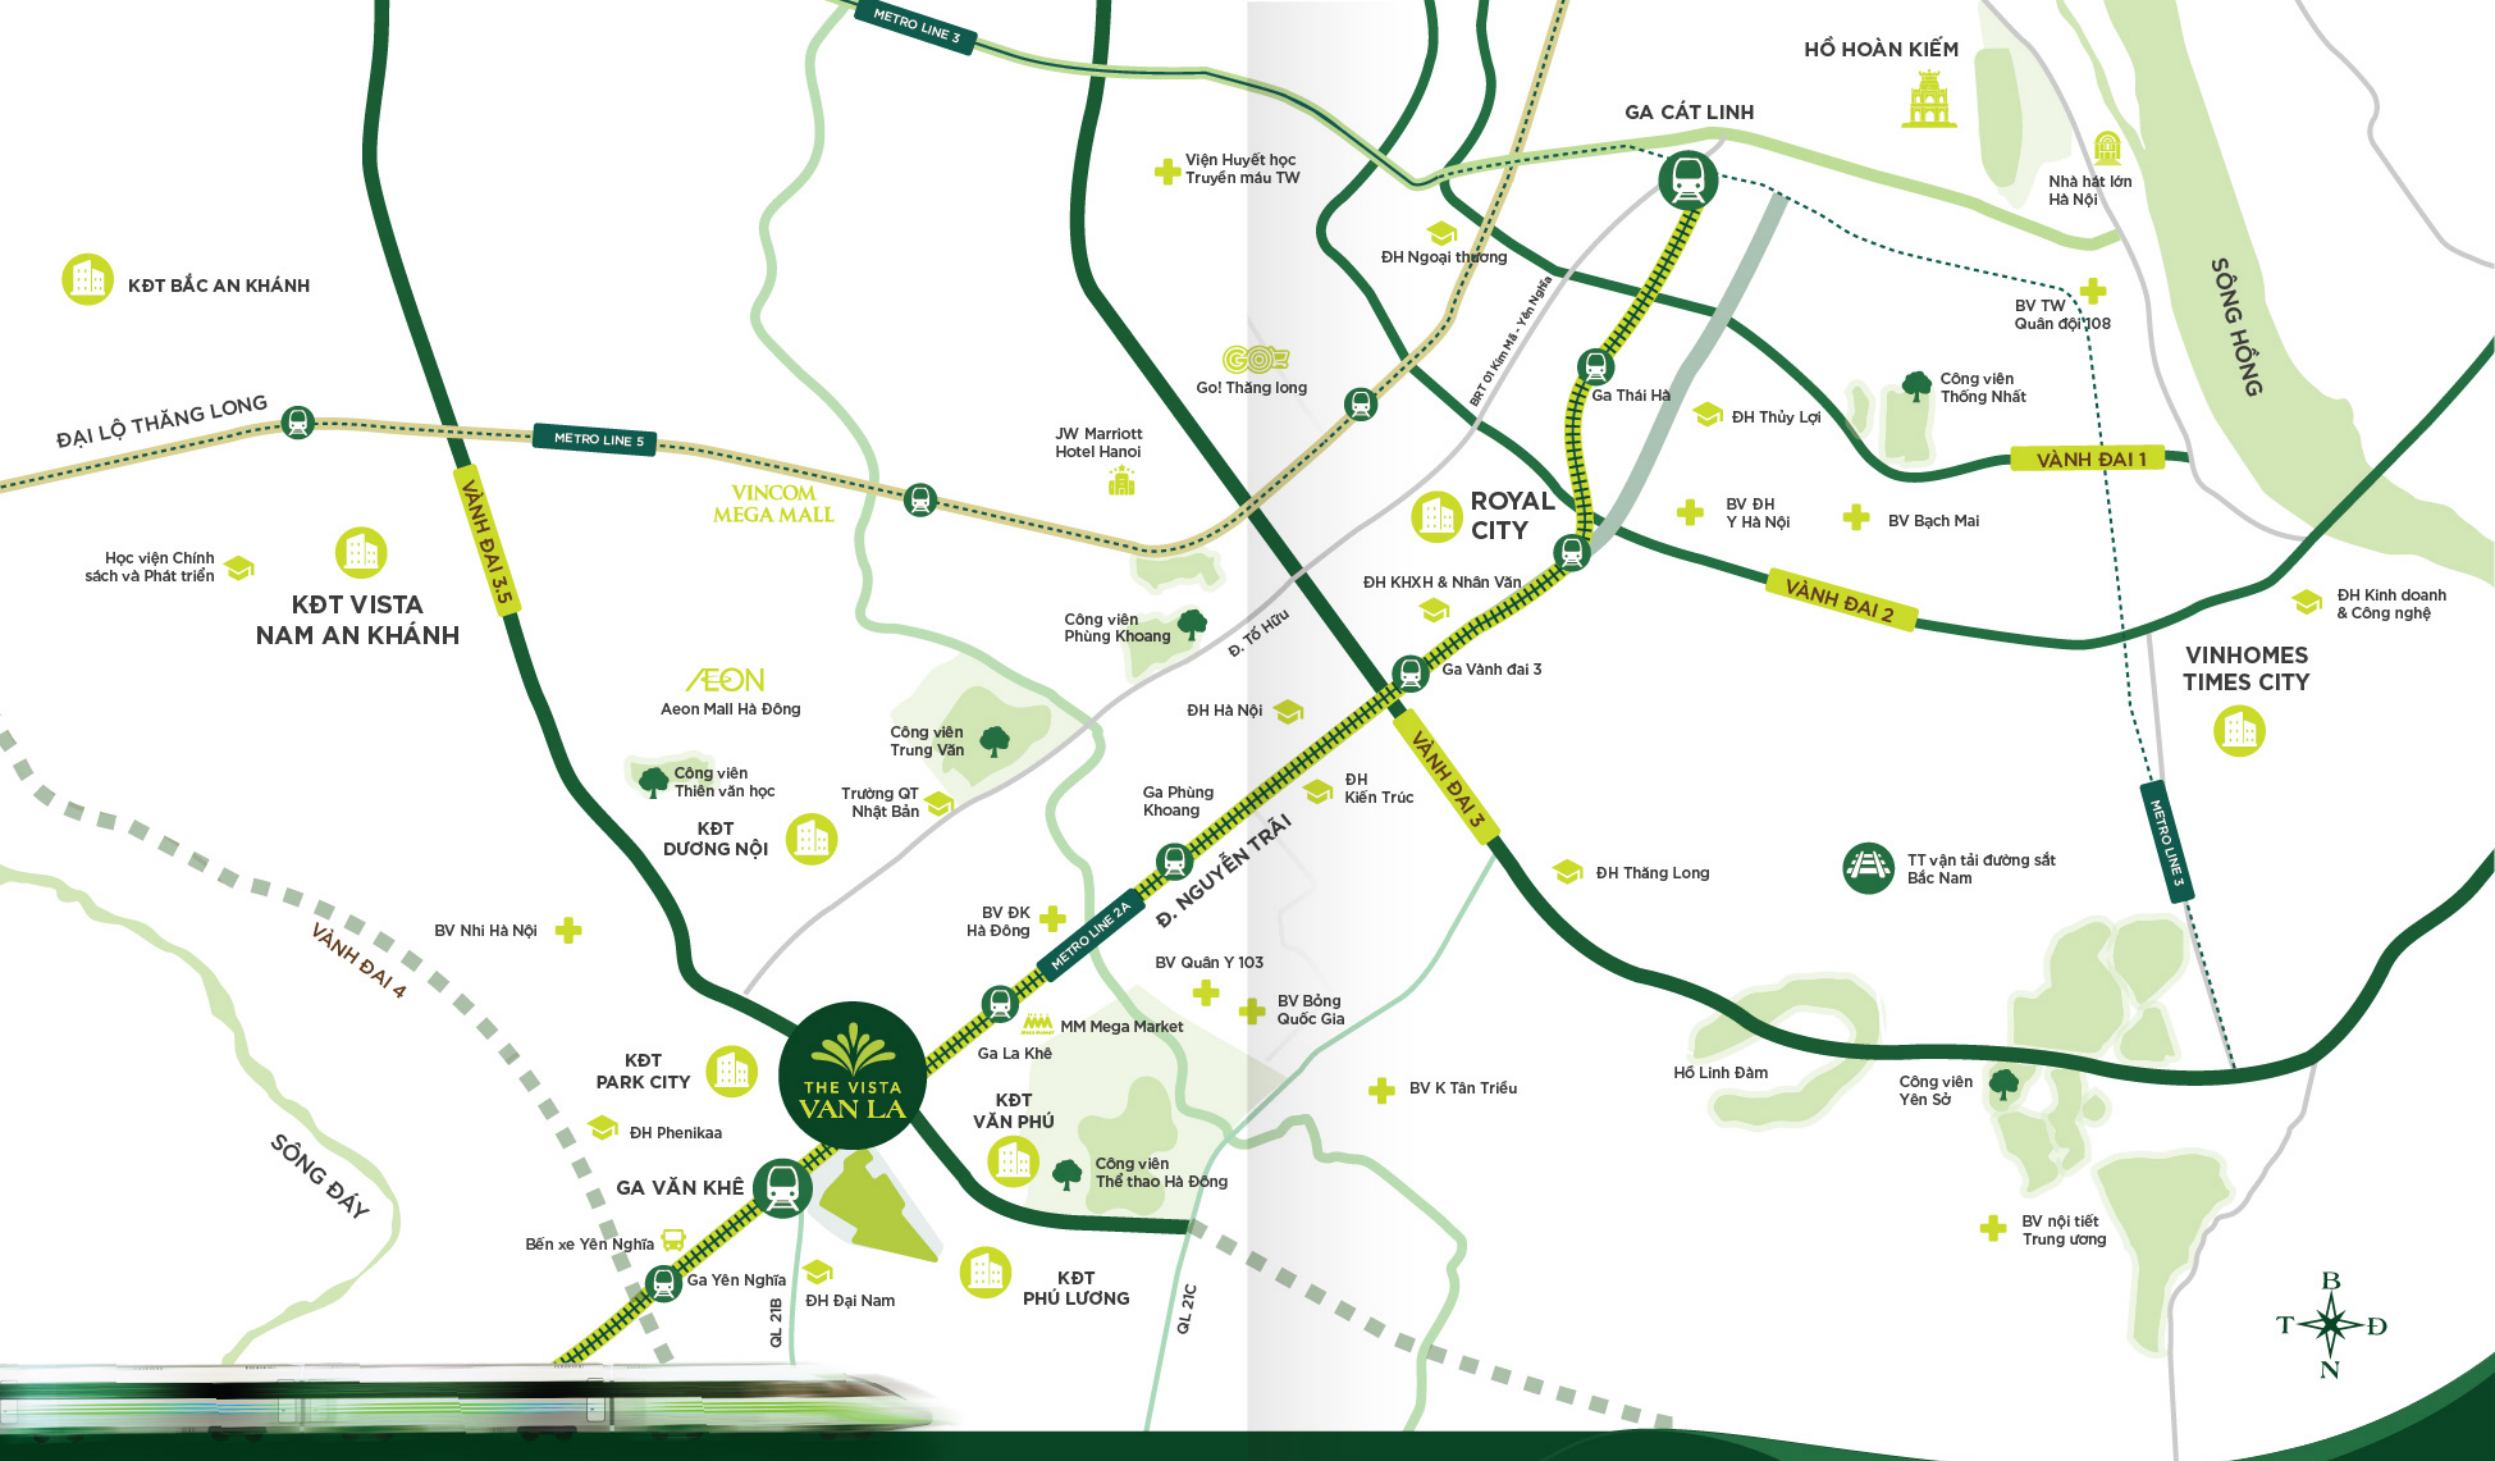 METRO LINE 3
HỒ HOÀN KIẾM
GA CÁT LINH
Viện Huyết học
Truyền máu TW
Nhà hát lớn
Hà Nội
ĐH Ngoại thương
KĐT BẮC AN KHÁNH
SÔNG HỒNG
BV TW
Quân đội 108
BRT 01 Kim Mã - Yên Nghĩa
GO!
Go! Thăng long
Ga Thái Hà
Công viên
Thống Nhất
ĐH Thủy Lợi
ĐẠI LỘ THĂNG LONG
METRO LINE 5
JW Marriott
Hotel Hanoi
VÀNH ĐAI 1
VÀNH ĐAI 3.5
VINCOM
MEGA MALL
ROYAL
CITY
BV ĐH
Y Hà Nội
BV Bạch Mai
Học viện Chính
sách và Phát triển
ĐH KHXH & Nhân Văn
VÀNH ĐAI 2
ĐH Kinh doanh
& Công nghệ
KĐT VISTA
NAM AN KHÁNH
Công viên
Phùng Khoang
Đ. Tố Hữu
Ga Vành đai 3
VINHOMES
TIMES CITY
ÆON
Aeon Mall Hà Đông
ĐH Hà Nội
Công viên
Trung Văn
VÀNH ĐAI 3
Công viên
Thiên văn học
Trường QT
Nhật Bản
Ga Phùng
Khoang
ĐH
Kiến Trúc
KĐT
DƯƠNG NỘI
METRO LINE 3
Đ. NGUYỄN TRÃI
ĐH Thăng Long
TT vận tải đường sắt
Bắc Nam
BV Nhi Hà Nội
BV ĐK
Hà Đông
METRO LINE 2A
VÀNH ĐAI 4
BV Quân Y 103
BV Bỏng
Quốc Gia
MM Mega Market
Ga La Khê
KĐT
PARK CITY
THE VISTA
VAN LA
KĐT
VĂN PHÚ
BV K Tân Triều
Hồ Linh Đàm
Công viên
Yên Sở
ĐH Phenikaa
SÔNG ĐÁY
GA VĂN KHÊ
Công viên
Thể thao Hà Đông
Bến xe Yên Nghĩa
Ga Yên Nghĩa
QL 21B
ĐH Đại Nam
KĐT
PHÚ LƯƠNG
QL 21C
BV nội tiết
Trung ương
B
T
Đ
N